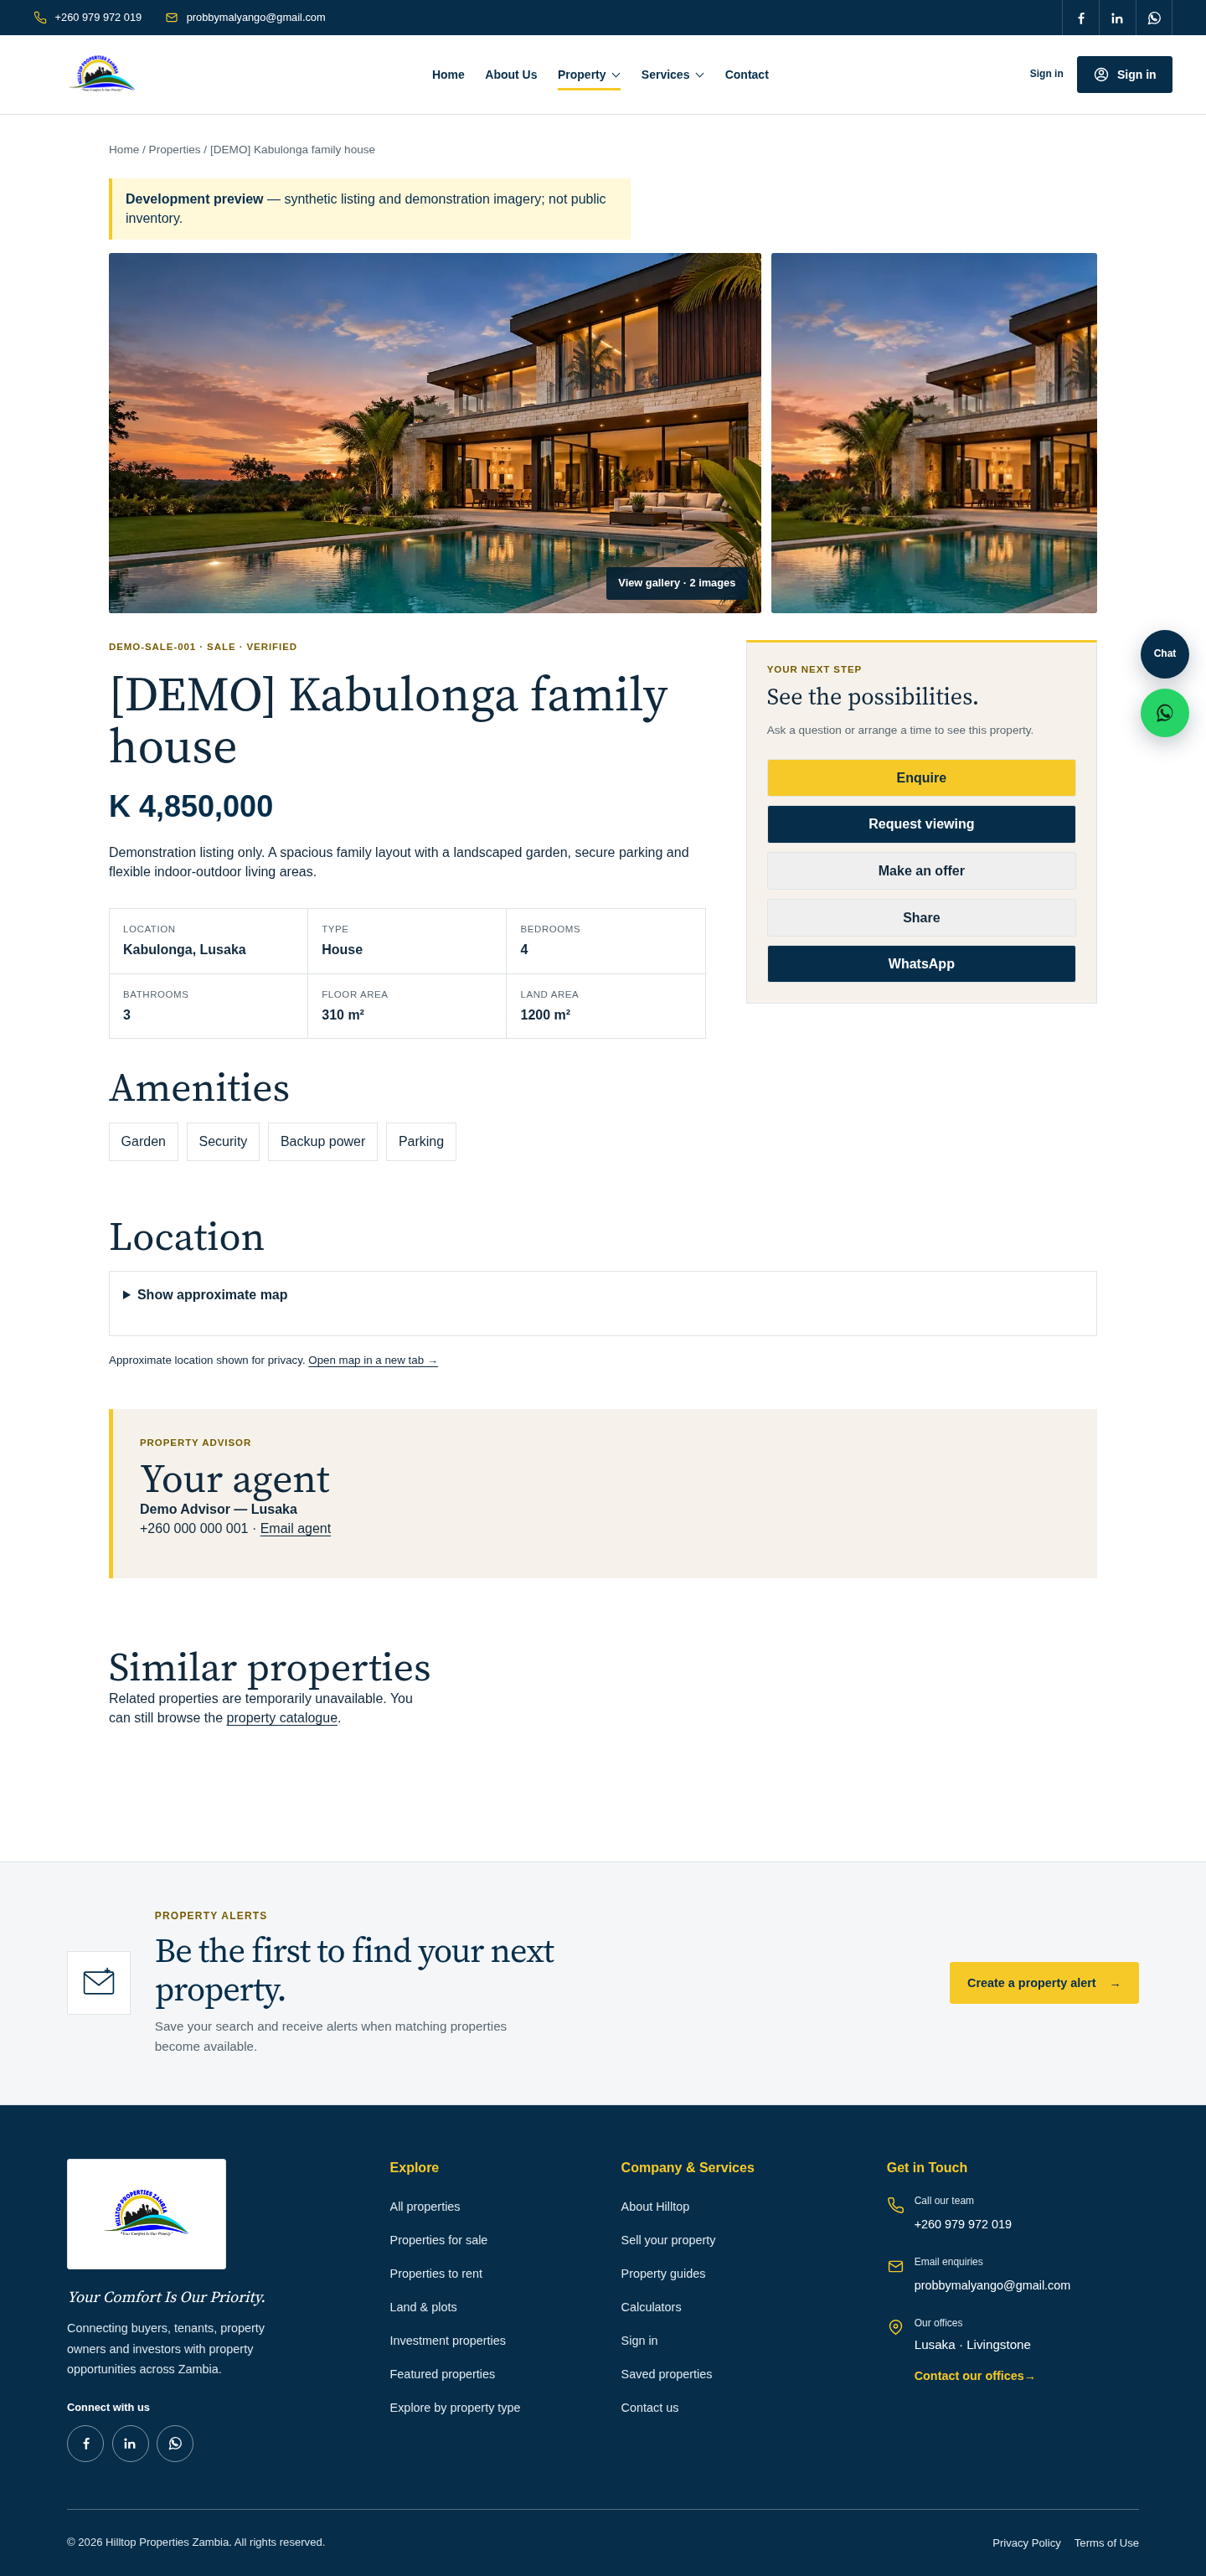 +260 979 972 019
probbymalyango@gmail.com
HILLTOP PROPERTIES ZAMBIA
Home
About Us
Property
Services
Contact
Sign in
Sign in
Home / Properties / [DEMO] Kabulonga family house
Development preview — synthetic listing and demonstration imagery; not public
inventory.
View gallery · 2 images
DEMO-SALE-001 · SALE · VERIFIED
[DEMO] Kabulonga family
house
K 4,850,000
Demonstration listing only. A spacious family layout with a landscaped garden, secure parking and
flexible indoor-outdoor living areas.
LOCATION
Kabulonga, Lusaka
TYPE
House
BEDROOMS
4
BATHROOMS
3
FLOOR AREA
310 m²
LAND AREA
1200 m²
YOUR NEXT STEP
See the possibilities.
Ask a question or arrange a time to see this property.
Enquire
Request viewing
Make an offer
Share
WhatsApp
Chat
Amenities
Garden
Security
Backup power
Parking
Location
▶ Show approximate map
Approximate location shown for privacy. Open map in a new tab →
PROPERTY ADVISOR
Your agent
Demo Advisor — Lusaka
+260 000 000 001 · Email agent
Similar properties
Related properties are temporarily unavailable. You
can still browse the property catalogue.
PROPERTY ALERTS
Be the first to find your next
property.
Save your search and receive alerts when matching properties
become available.
Create a property alert →
HILLTOP PROPERTIES ZAMBIA
"Your Comfort Is Our Priority"
Your Comfort Is Our Priority.
Connecting buyers, tenants, property
owners and investors with property
opportunities across Zambia.
Connect with us
Explore
All properties
Properties for sale
Properties to rent
Land & plots
Investment properties
Featured properties
Explore by property type
Company & Services
About Hilltop
Sell your property
Property guides
Calculators
Sign in
Saved properties
Contact us
Get in Touch
Call our team
+260 979 972 019
Email enquiries
probbymalyango@gmail.com
Our offices
Lusaka · Livingstone
Contact our offices→
© 2026 Hilltop Properties Zambia. All rights reserved.
Privacy Policy
Terms of Use